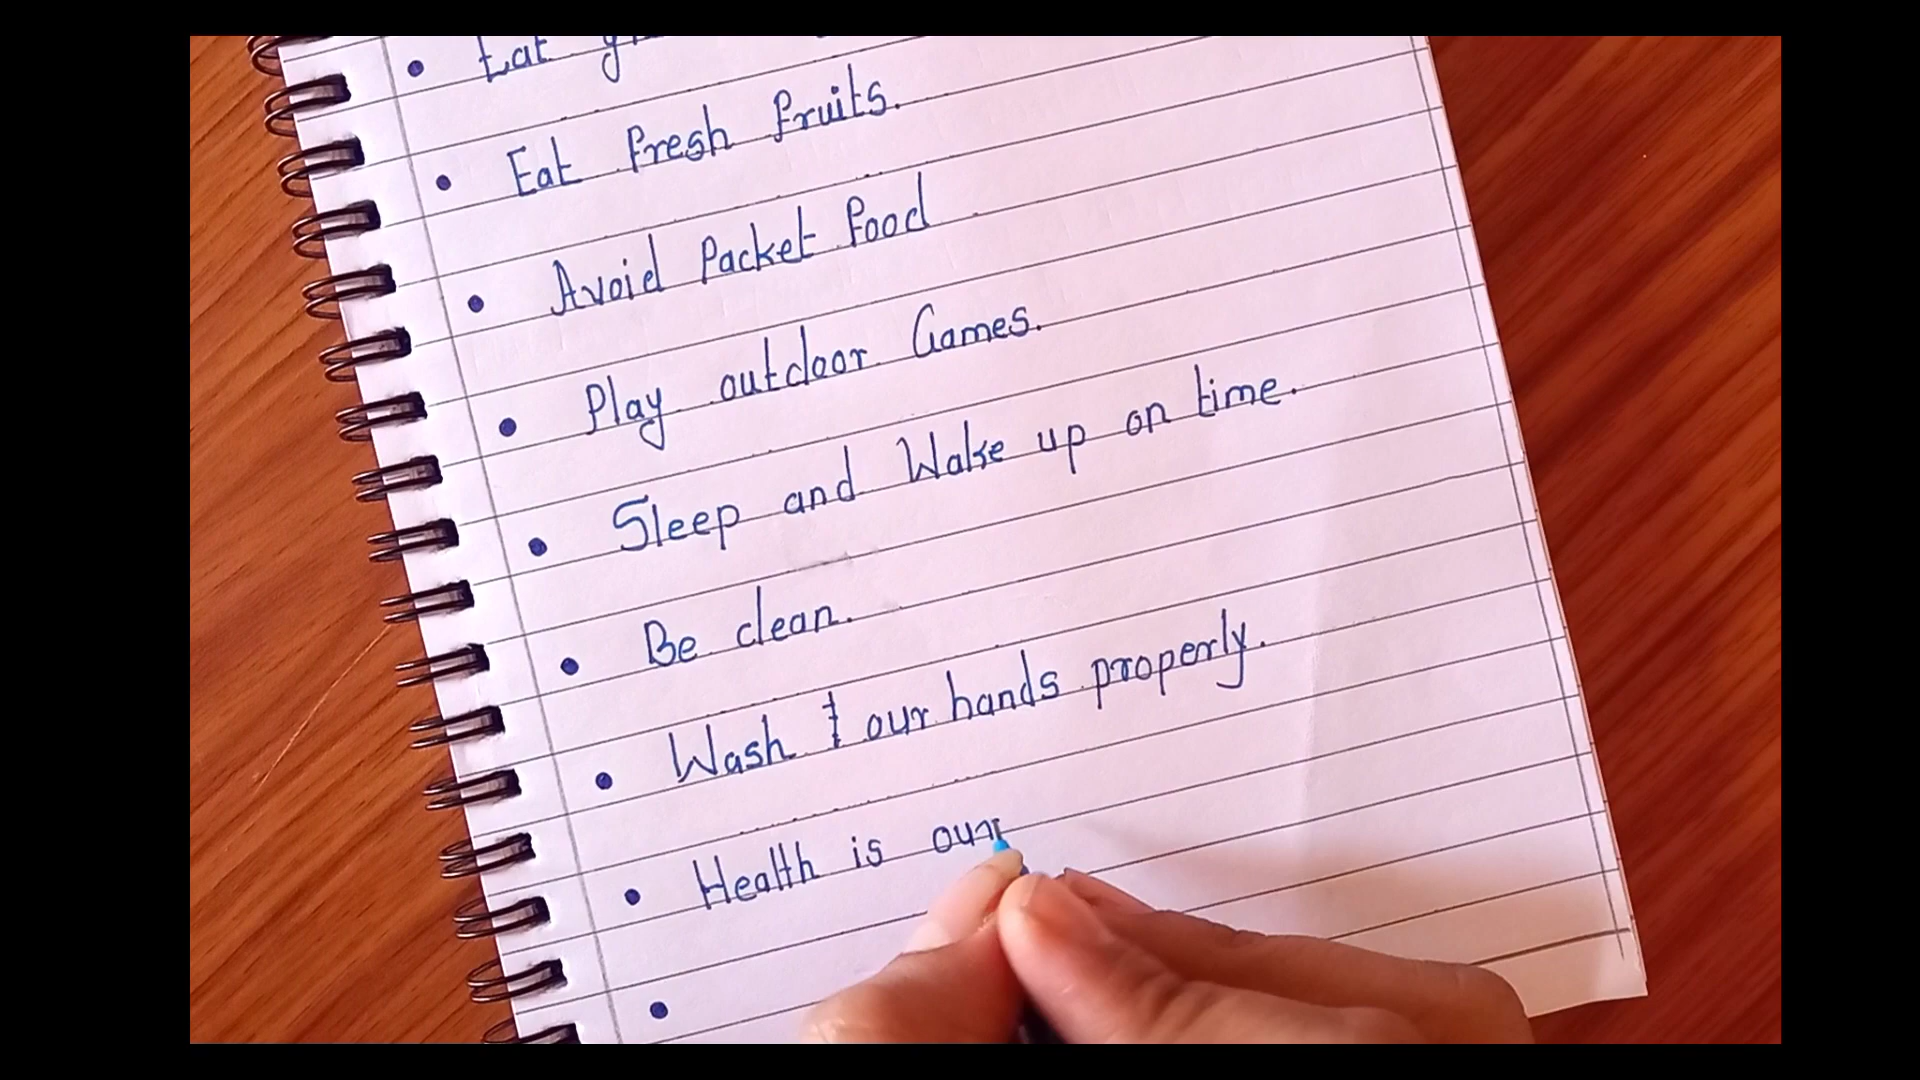 • Eat
• Eat fresh fruits.
• Avoid Packet food
• Play outdoor Games.
• Sleep and Wake up on time.
• Be clean.
• Wash our hands properly.
• Health is our
•